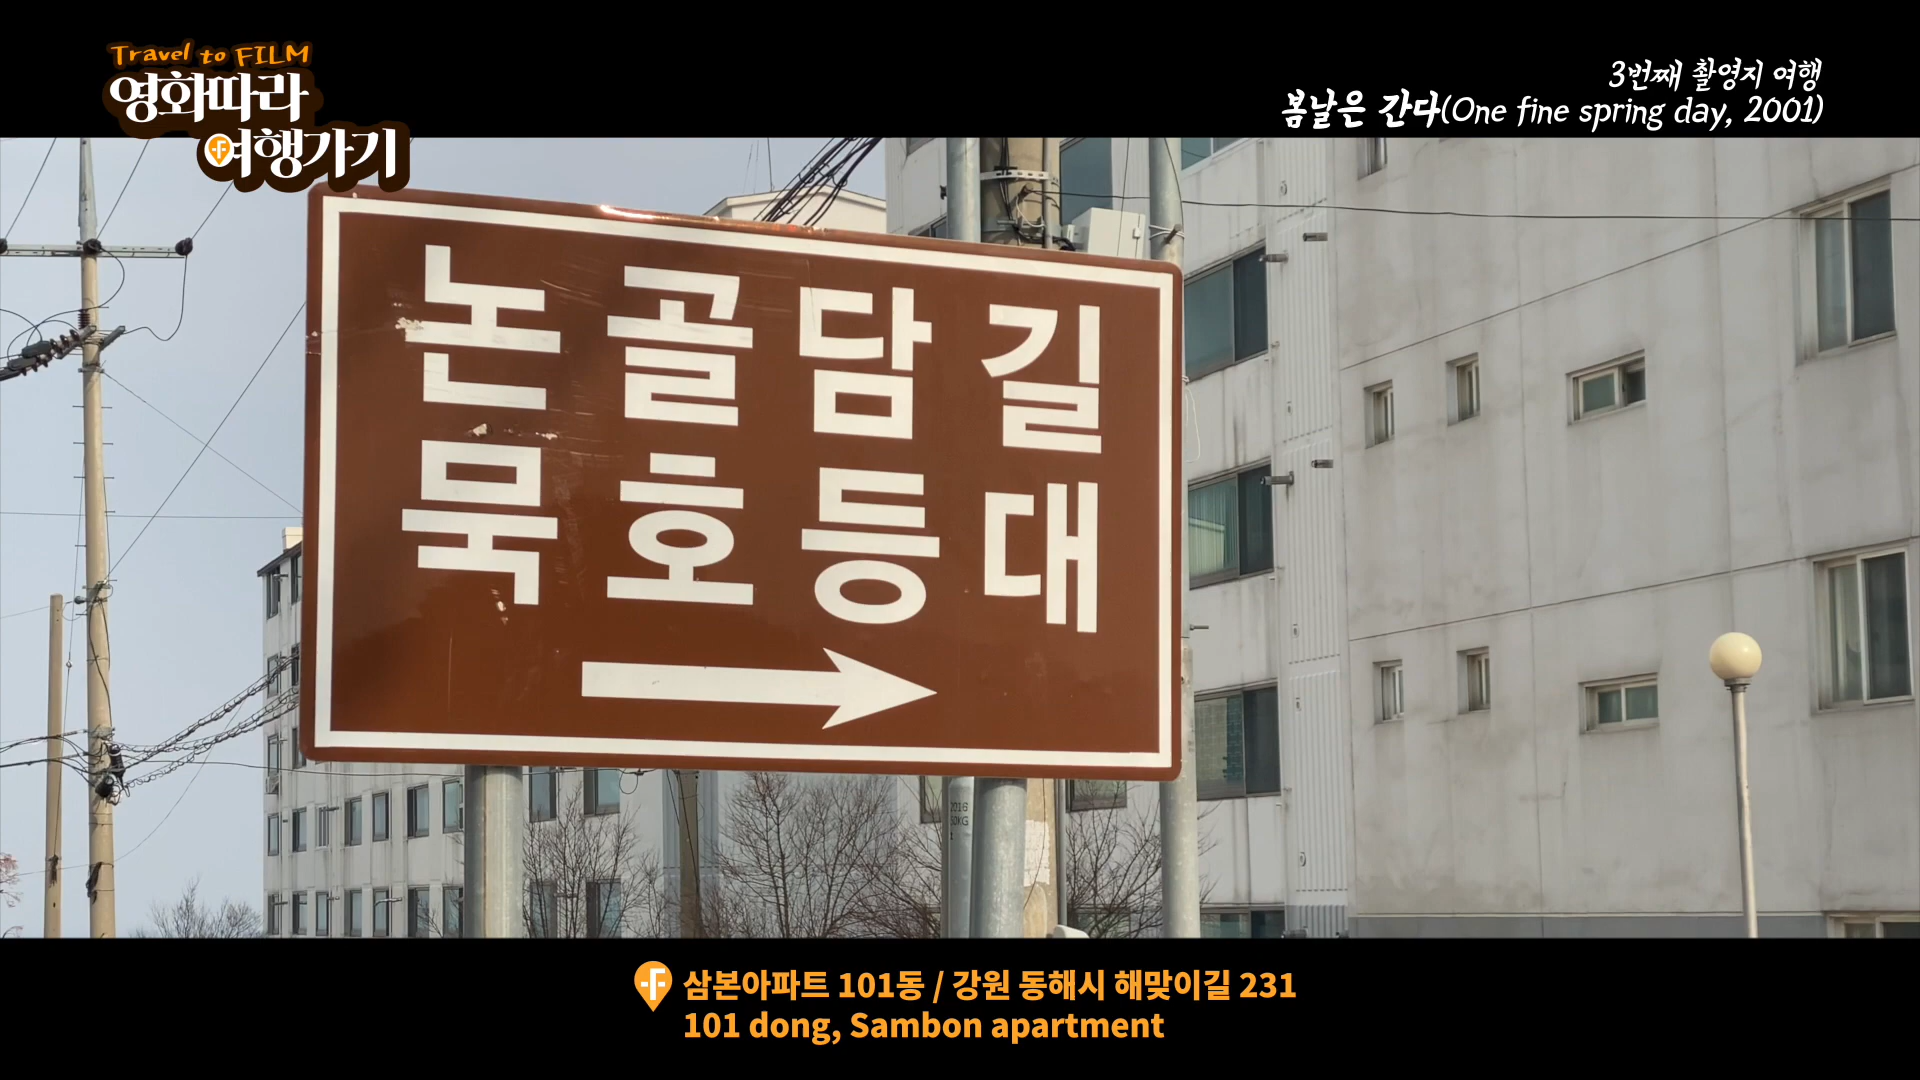 Travel to FILM
영화따라
여행가기
3번째 촬영지 여행
봄날은 간다(One fine spring day, 2001)
논골담길
묵호등대
2016
삼본아파트 101동 / 강원 동해시 해맞이길 231
101 dong, Sambon apartment